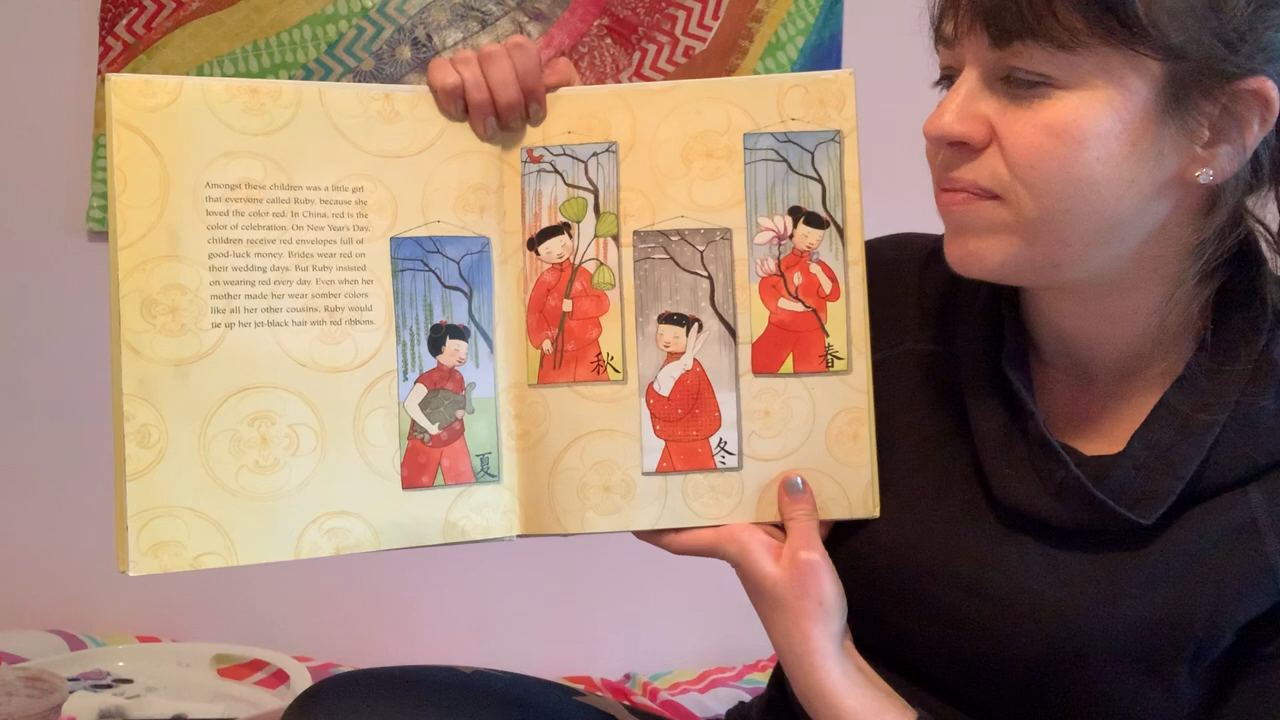 Amongst these children was a little girl
that everyone called Ruby, because she
loved the color red. In China, red is the
color of celebration. On New Year's Day,
children receive red envelopes full of
good-luck money. Brides wear red on
their wedding days. But Ruby insisted
on wearing red every day. Even when her
mother made her wear somber colors
like all her other cousins, Ruby would
tie up her jet-black hair with red ribbons.
夏
秋
冬
春